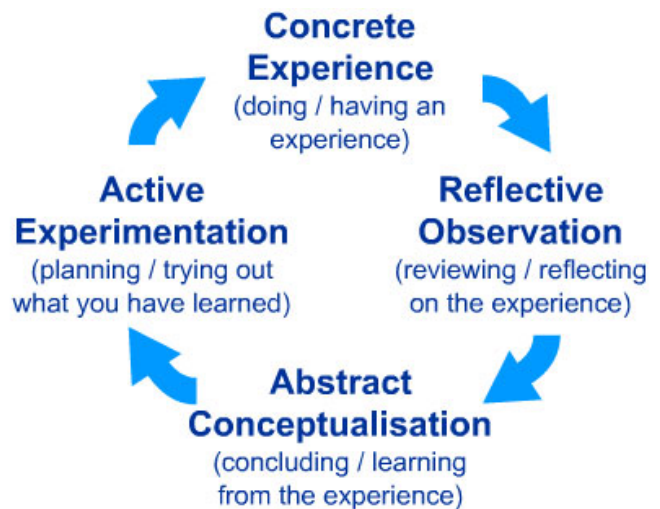 Concrete
Experience
(doing / having an
experience)
Active
Experimentation
(planning / trying out
what you have learned)
Reflective
Observation
(reviewing / reflecting
on the experience)
Abstract
Conceptualisation
(concluding / learning
from the experience)